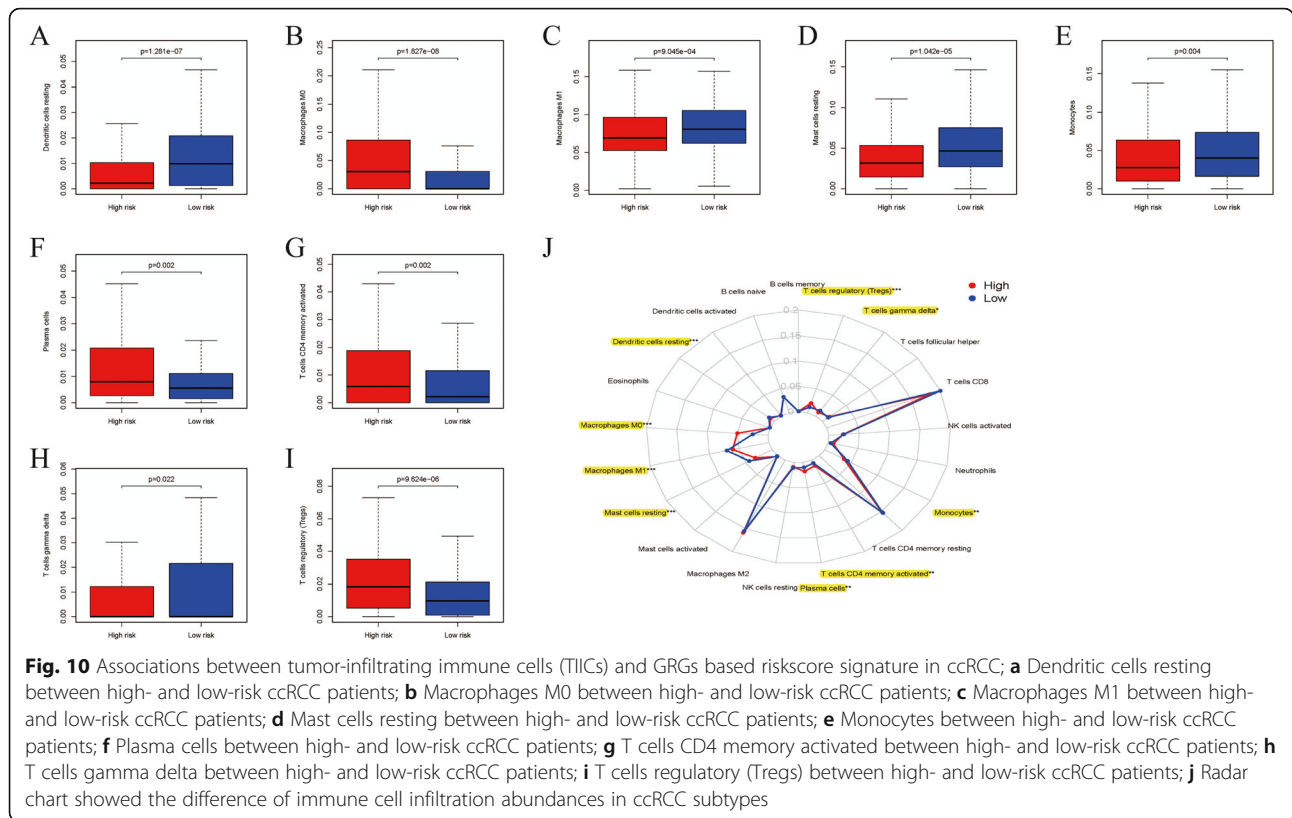 A
p=1.281e-07
Dendritic cells resting
0.05
0.04
0.03
0.02
0.01
0.00
High risk
Low risk
B
p=1.827e-08
Macrophages M0
0.25
0.20
0.15
0.10
0.05
0.00
High risk
Low risk
C
p=9.045e-04
Macrophages M1
0.15
0.10
0.05
0.00
High risk
Low risk
D
p=1.042e-05
Mast cells resting
0.15
0.10
0.05
0.00
High risk
Low risk
E
p=0.004
Monocytes
0.15
0.10
0.05
0.00
High risk
Low risk
F
p=0.002
Plasma cells
0.05
0.04
0.03
0.02
0.01
0.00
High risk
Low risk
G
p=0.002
T cells CD4 memory activated
0.05
0.04
0.03
0.02
0.01
0.00
High risk
Low risk
H
p=0.022
T cells gamma delta
0.06
0.05
0.04
0.03
0.02
0.01
0.00
High risk
Low risk
I
p=9.624e-06
T cells regulatory (Tregs)
0.08
0.06
0.04
0.02
0.00
High risk
Low risk
J
High
Low
B cells memory
T cells regulatory (Tregs)***
T cells gamma delta*
T cells follicular helper
T cells CD8
NK cells activated
Neutrophils
Monocytes**
T cells CD4 memory resting
T cells CD4 memory activated**
Plasma cells**
NK cells resting
Macrophages M2
Mast cells activated
Mast cells resting***
Macrophages M1***
Macrophages M0***
Eosinophils
Dendritic cells resting***
Dendritic cells activated
B cells naive
0.2
0.15
0.1
0.05
0
Fig. 10 Associations between tumor-infiltrating immune cells (TIICs) and GRGs based riskscore signature in ccRCC; a Dendritic cells resting
between high- and low-risk ccRCC patients; b Macrophages M0 between high- and low-risk ccRCC patients; c Macrophages M1 between high-
and low-risk ccRCC patients; d Mast cells resting between high- and low-risk ccRCC patients; e Monocytes between high- and low-risk ccRCC
patients; f Plasma cells between high- and low-risk ccRCC patients; g T cells CD4 memory activated between high- and low-risk ccRCC patients; h
T cells gamma delta between high- and low-risk ccRCC patients; i T cells regulatory (Tregs) between high- and low-risk ccRCC patients; j Radar
chart showed the difference of immune cell infiltration abundances in ccRCC subtypes